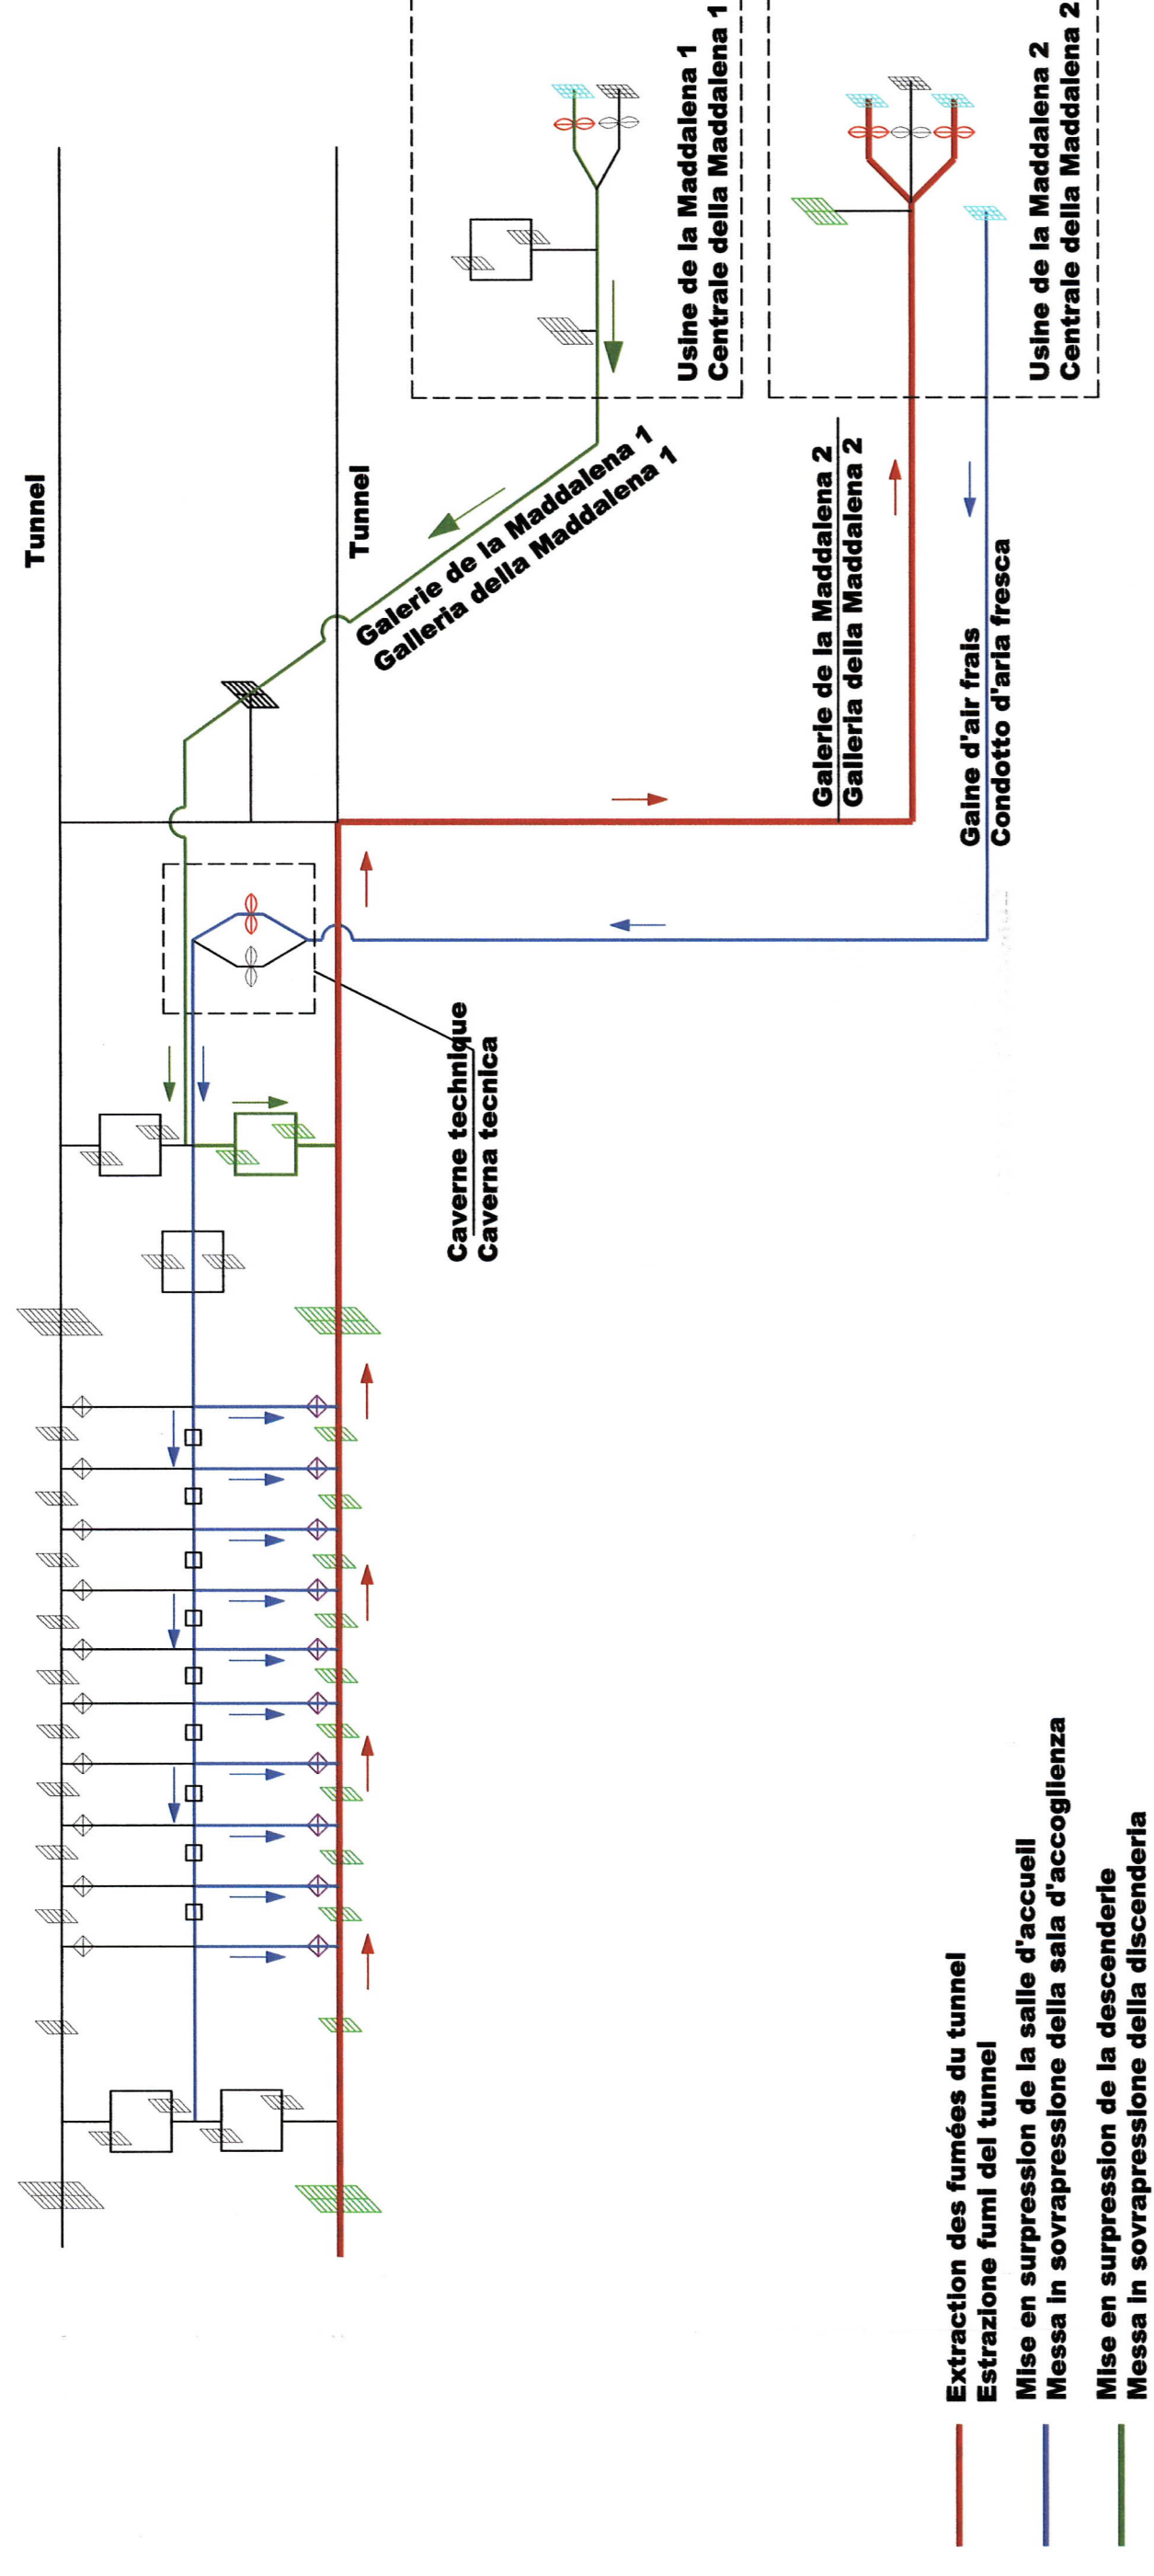 Tunnel
Tunnel
Galerie de la Maddalena 1
Galleria della Maddalena 1
Usine de la Maddalena 1
Centrale della Maddalena 1
Usine de la Maddalena 2
Centrale della Maddalena 2
Galerie de la Maddalena 2
Galleria della Maddalena 2
Gaine d'air frais
Condotto d'aria fresca
Caverne technique
Caverna tecnica
Extraction des fumées du tunnel
Estrazione fumi del tunnel
Mise en surpression de la salle d'accueil
Messa in sovrapressione della sala d'accoglienza
Mise en surpression de la descenderie
Messa in sovrapressione della discenderia